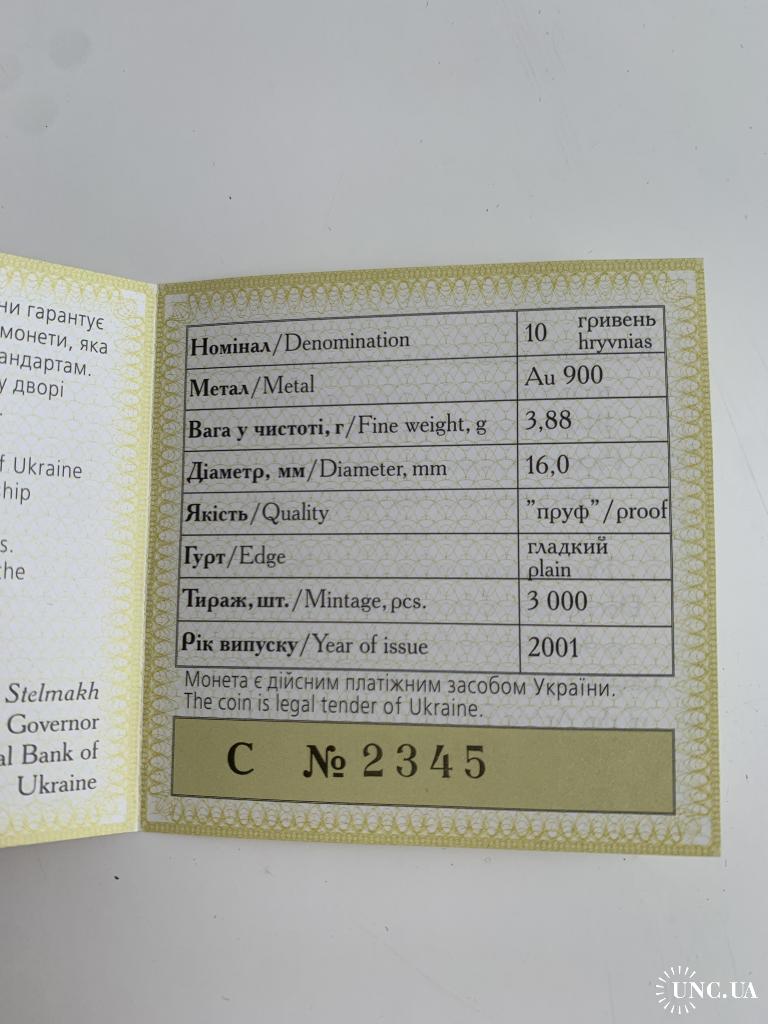 ни гарантує
монети, яка
андартам.
у дворі
f Ukraine
ship
s.
the
Stelmakh
Governor
al Bank of
Ukraine
Номінал/Denomination 10 гривень hryvnias
Метал/Metal Au 900
Вага у чистоті, г/Fine weight, g 3,88
Діаметр, мм/Diameter, mm 16,0
Якість/Quality "пруф"/proof
Гурт/Edge гладкий plain
Тираж, шт./Mintage, pcs. 3 000
Рік випуску/Year of issue 2001
Монета є дійсним платіжним засобом України.
The coin is legal tender of Ukraine.
C № 2345
UNC.UA